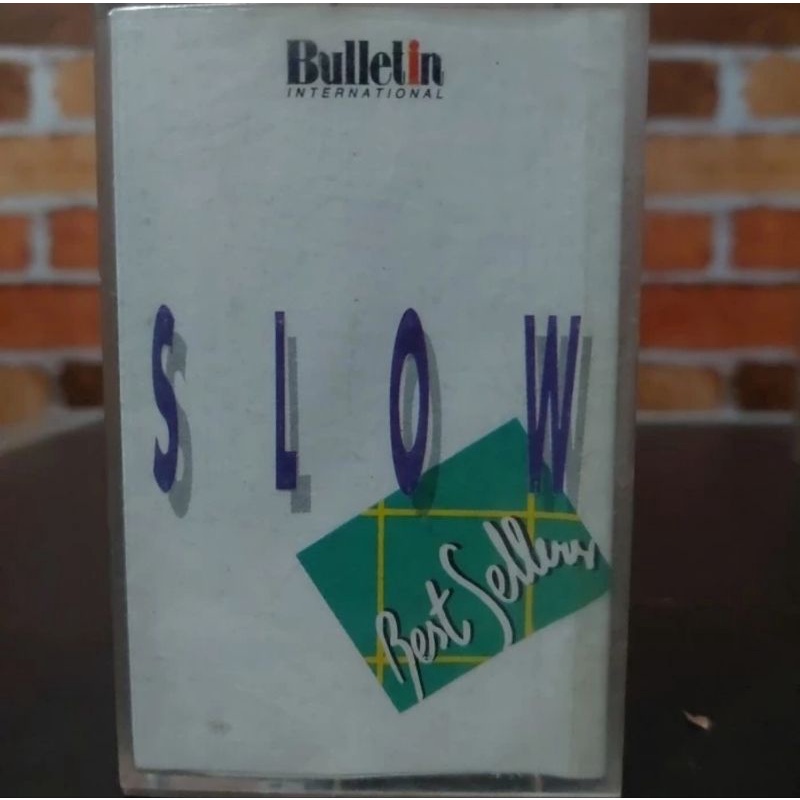 Bulletin
INTERNATIONAL
SLOW
Best Sellers